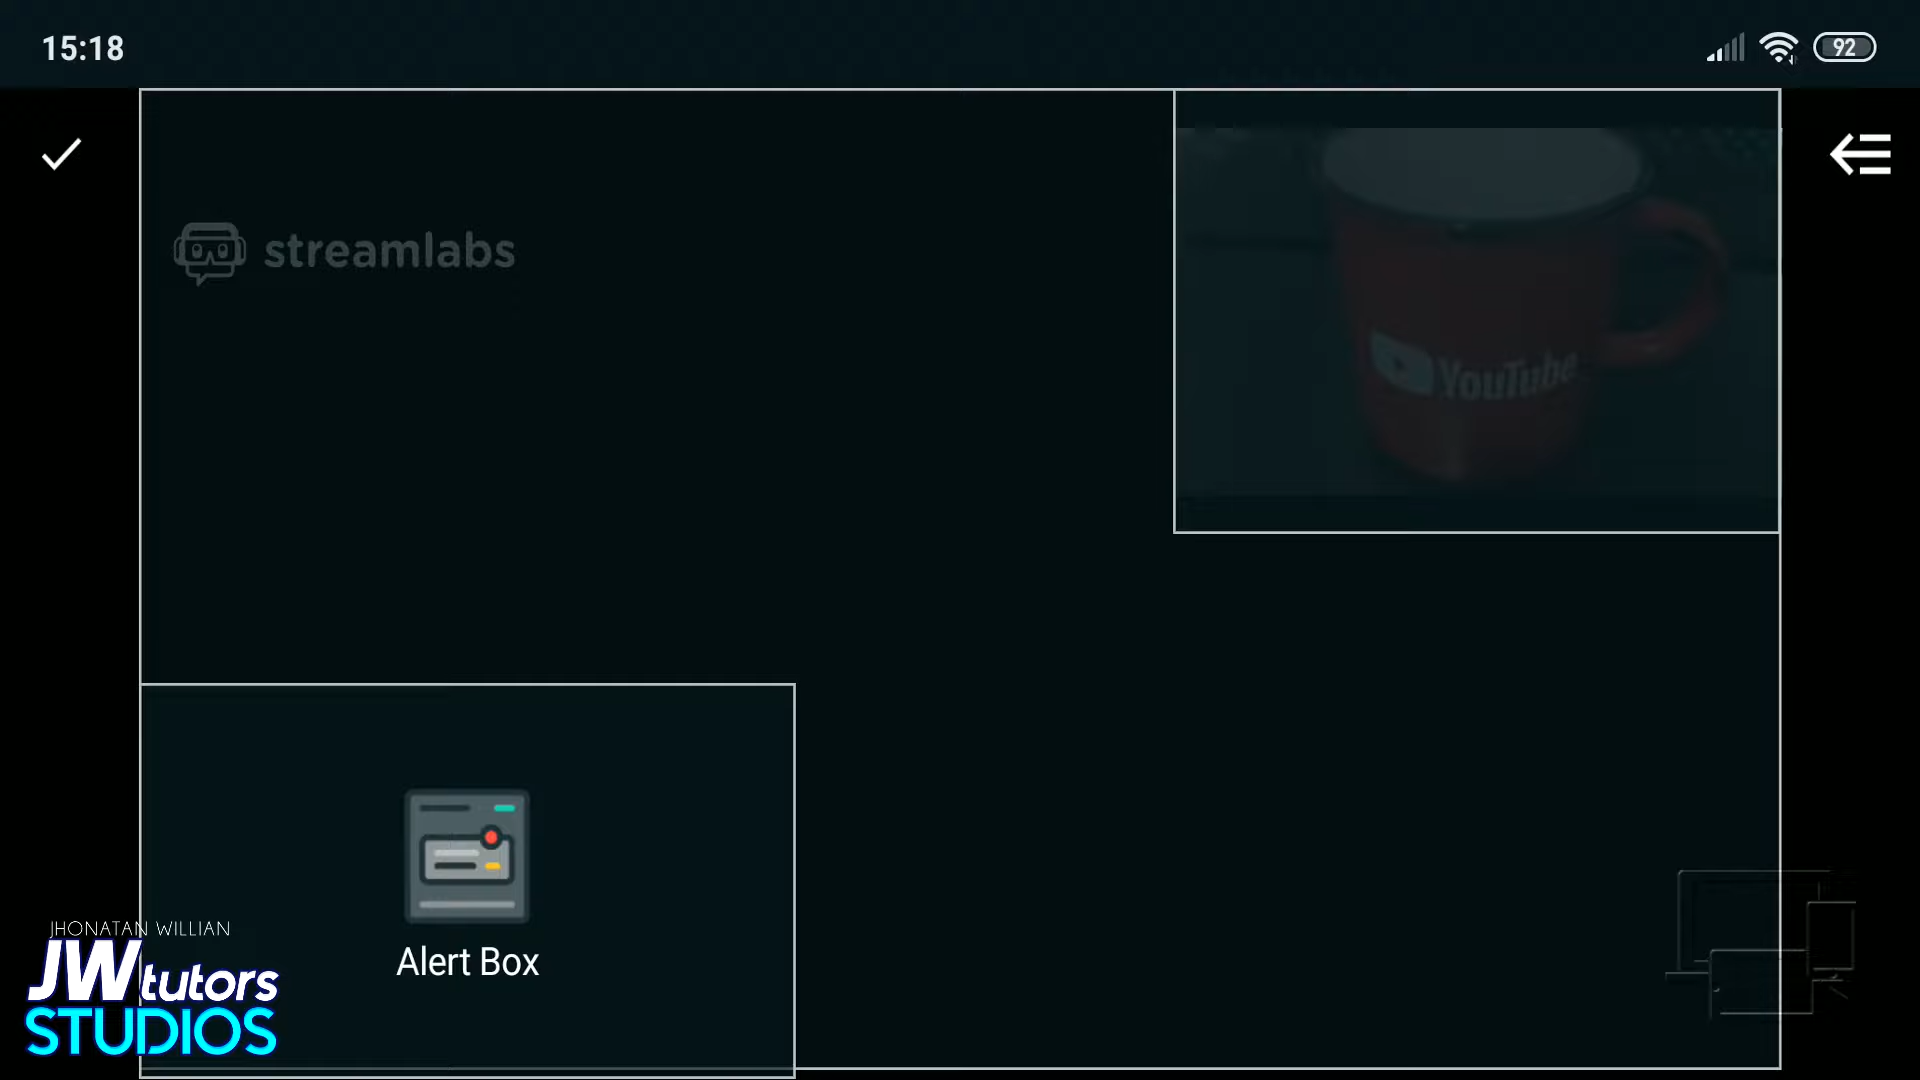 15:18
92
streamlabs
YouTube
Alert Box
JHONATAN WILLIAN
JWtutors
STUDIOS